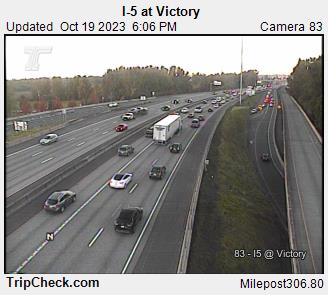 I-5 at Victory
Updated Oct 19 2023 6:06 PM Camera 83
T
N
83 - I5 @ Victory
TripCheck.com Milepost306.80